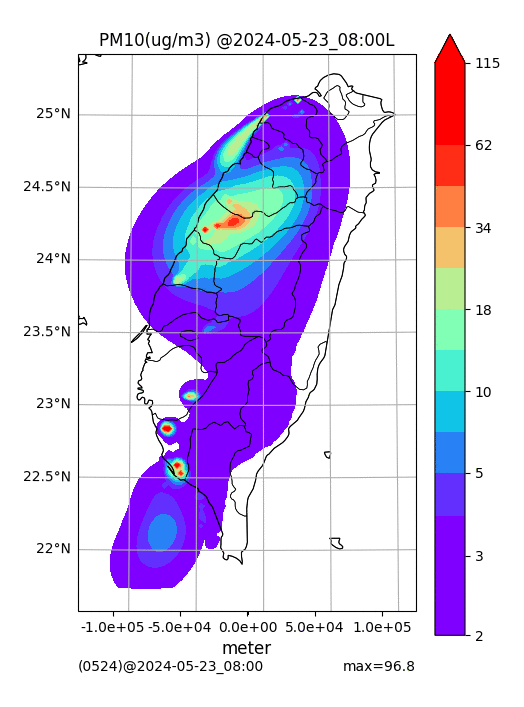 PM10(ug/m3) @2024-05-23_08:00L
115
62
34
18
10
5
3
2
25°N
24.5°N
24°N
23.5°N
23°N
22.5°N
22°N
-1.0e+05 -5.0e+04 0.0e+00 5.0e+04 1.0e+05
meter
(0524)@2024-05-23_08:00 max=96.8